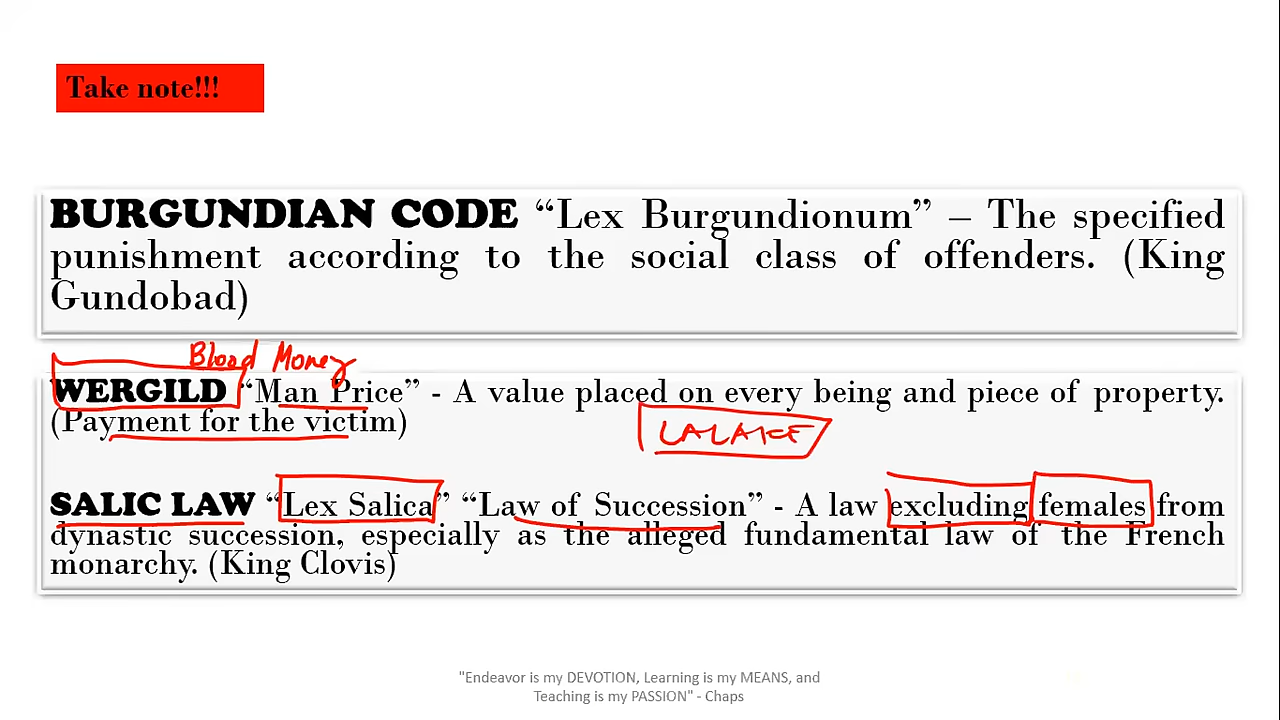 Take note!!!
BURGUNDIAN CODE “Lex Burgundionum” – The specified
punishment according to the social class of offenders. (King
Gundobad)
Blood Money
WERGILD “Man Price” - A value placed on every being and piece of property.
(Payment for the victim)
LALAKE
SALIC LAW “Lex Salica” “Law of Succession” - A law excluding females from
dynastic succession, especially as the alleged fundamental law of the French
monarchy. (King Clovis)
"Endeavor is my DEVOTION, Learning is my MEANS, and
Teaching is my PASSION" - Chaps